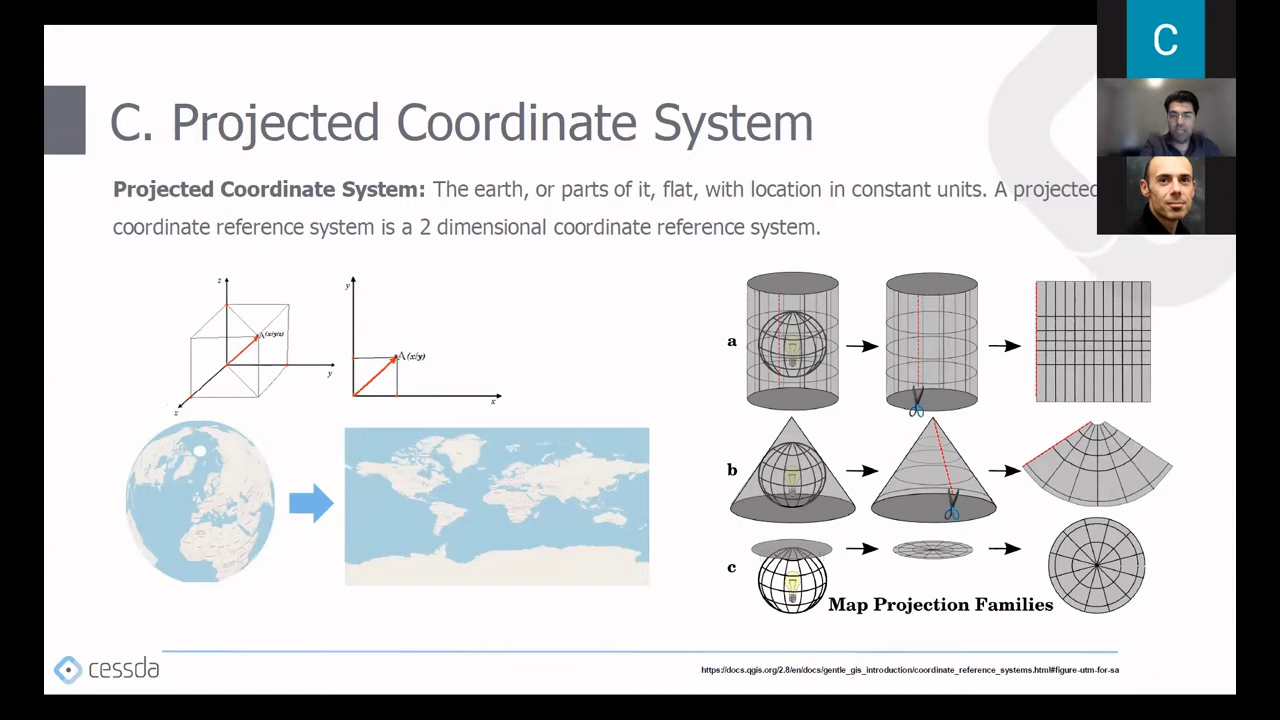 C
C. Projected Coordinate System
Projected Coordinate System: The earth, or parts of it, flat, with location in constant units. A projected
coordinate reference system is a 2 dimensional coordinate reference system.
z
A(x/y/z)
y
x
y
A(x/y)
x
a
b
c
Map Projection Families
cessda
https://docs.qgis.org/2.8/en/docs/gentle_gis_introduction/coordinate_reference_systems.html#figure-utm-for-sa